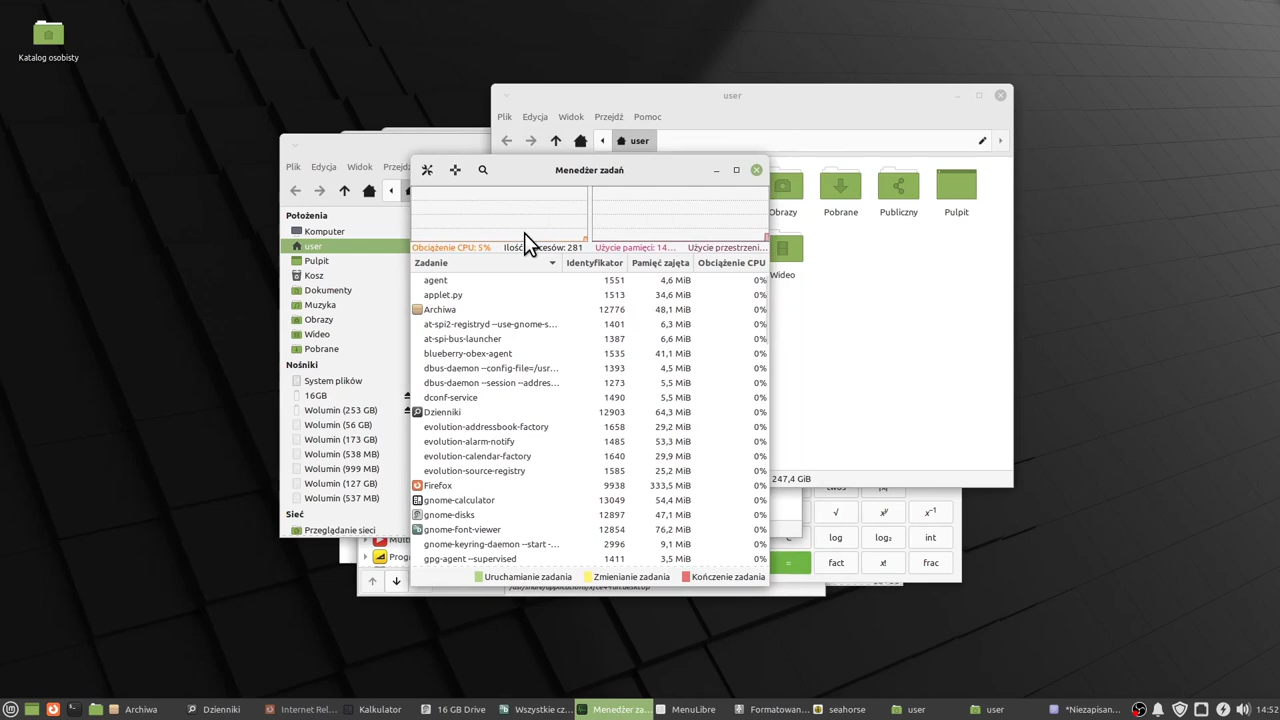 Katalog osobisty
user
Plik Edycja Widok Przejdź Pomoc
user
Obrazy Pobrane Publiczny Pulpit
Wideo
247,4 GiB
Plik Edycja Widok Przejdź
Położenia
Komputer
user
Pulpit
Kosz
Dokumenty
Muzyka
Obrazy
Wideo
Pobrane
Nośniki
System plików
16GB
Wolumin (253 GB)
Wolumin (56 GB)
Wolumin (173 GB)
Wolumin (538 MB)
Wolumin (999 MB)
Wolumin (127 GB)
Wolumin (537 MB)
Sieć
Przeglądanie sieci
Menedżer zadań
Obciążenie CPU: 5% Użycie pamięci: 14... Użycie przestrzeni...
281
Zadanie Identyfikator Pamięć zajęta Obciążenie CPU
agent 1551 4,6 MiB 0%
applet.py 1513 34,6 MiB 0%
Archiwa 12776 48,1 MiB 0%
at-spi2-registryd --use-gnome-s... 1401 6,3 MiB 0%
at-spi-bus-launcher 1387 6,6 MiB 0%
blueberry-obex-agent 1535 41,1 MiB 0%
dbus-daemon --config-file=/usr... 1393 4,5 MiB 0%
dbus-daemon --session --addres... 1273 5,5 MiB 0%
dconf-service 1490 5,5 MiB 0%
Dzienniki 12903 64,3 MiB 0%
evolution-addressbook-factory 1658 29,2 MiB 0%
evolution-alarm-notify 1485 53,3 MiB 0%
evolution-calendar-factory 1640 29,9 MiB 0%
evolution-source-registry 1585 25,2 MiB 0%
Firefox 9938 333,5 MiB 0%
gnome-calculator 13049 54,4 MiB 0%
gnome-disks 12897 47,1 MiB 0%
gnome-font-viewer 12854 76,2 MiB 0%
gnome-keyring-daemon --start -... 2996 9,1 MiB 0%
gpg-agent --supervised 1411 3,5 MiB 0%
Uruchamianie zadania Zmienianie zadania Kończenie zadania
√ xʸ x⁻¹
log log₂ int
= fact x! frac
Archiwa Dzienniki Internet Rel... Kalkulator 16 GB Drive Wszystkie cz... Menedżer za... MenuLibre Formatowan... seahorse user user *Niezapisan... 14:52